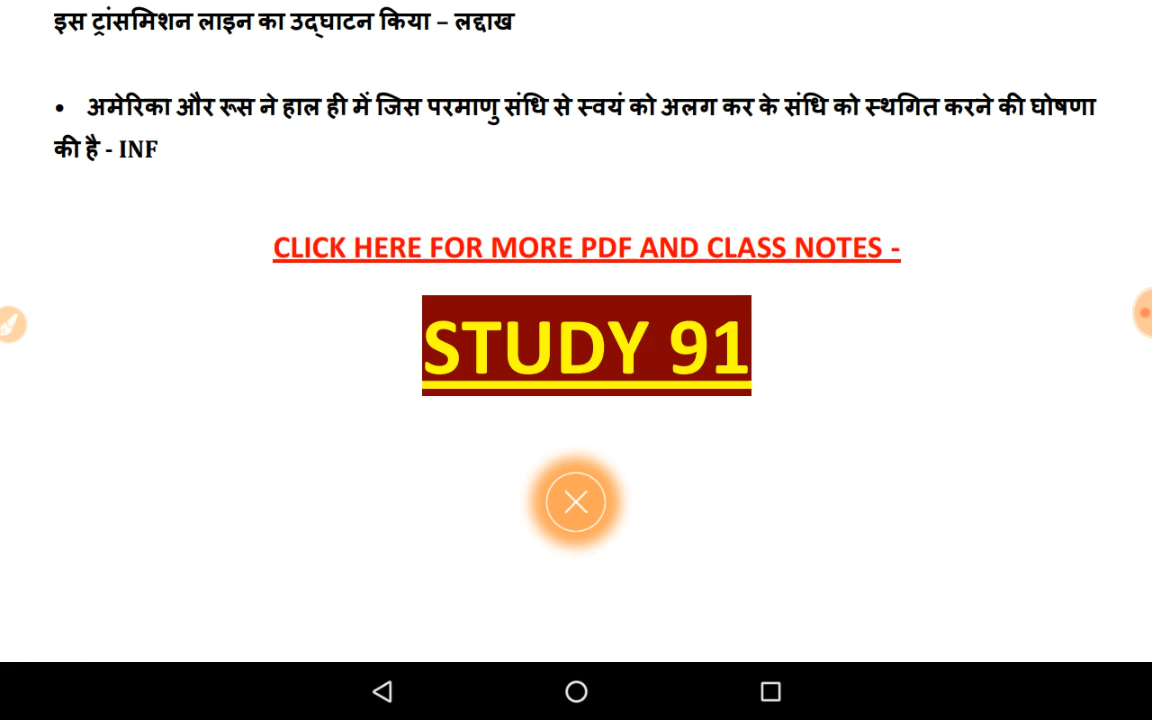 इस ट्रांसमिशन लाइन का उद्घाटन किया – लद्दाख
• अमेरिका और रूस ने हाल ही में जिस परमाणु संधि से स्वयं को अलग कर के संधि को स्थगित करने की घोषणा
की है - INF
CLICK HERE FOR MORE PDF AND CLASS NOTES -
STUDY 91